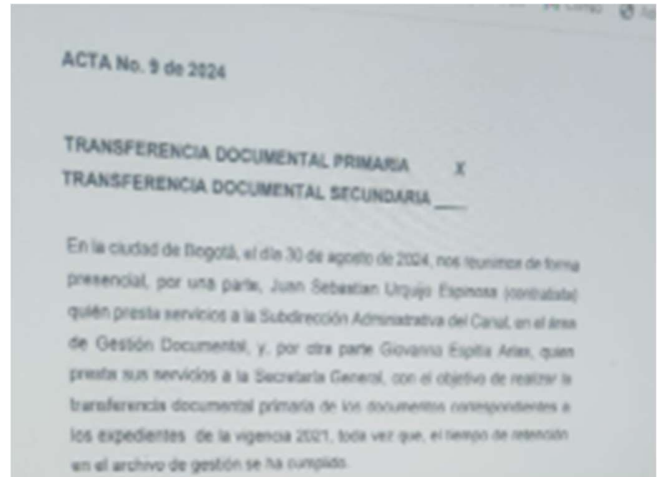 ACTA No. 9 de 2024
TRANSFERENCIA DOCUMENTAL PRIMARIA X
TRANSFERENCIA DOCUMENTAL SECUNDARIA ____
En la ciudad de Bogotá, el día 30 de agosto de 2024, nos reunimos de forma
presencial, por una parte, Juan Sebastian Urquijo Espinosa (contratista)
quién presta servicios a la Subdirección Administrativa del Canal, en el área
de Gestión Documental, y, por otra parte Giovanna Espitia Arias, quien
presta sus servicios a la Secretaría General, con el objetivo de realizar la
transferencia documental primaria de los documentos correspondientes a
los expedientes de la vigencia 2021, toda vez que, el tiempo de retención
en el archivo de gestión se ha cumplido.